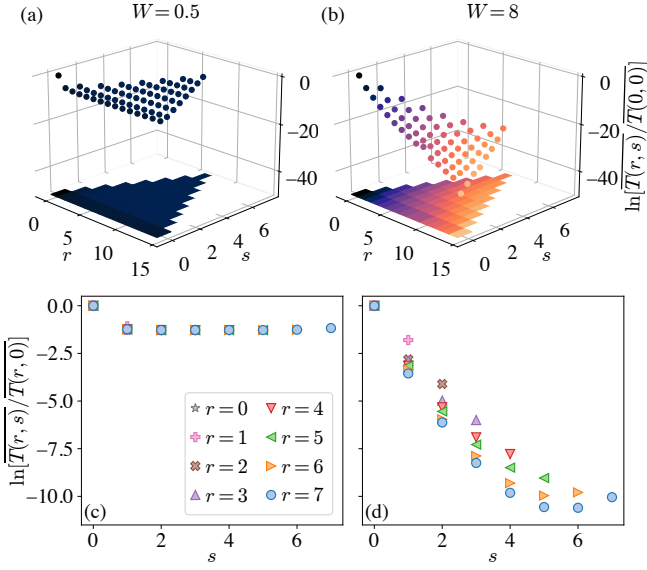 (a) W = 0.5
(b) W = 8
0
−20
−40
0
5
10
15
r
0
2
4
6
s
0
−20
−40
0
5
10
15
r
0
2
4
6
s
ln[T(r, s)/T(0, 0)]
0.0
−2.5
−5.0
−7.5
−10.0
ln[T(r, s)/T(r, 0)]
r = 0
r = 1
r = 2
r = 3
r = 4
r = 5
r = 6
r = 7
(c)
(d)
0 2 4 6
s
0 2 4 6
s